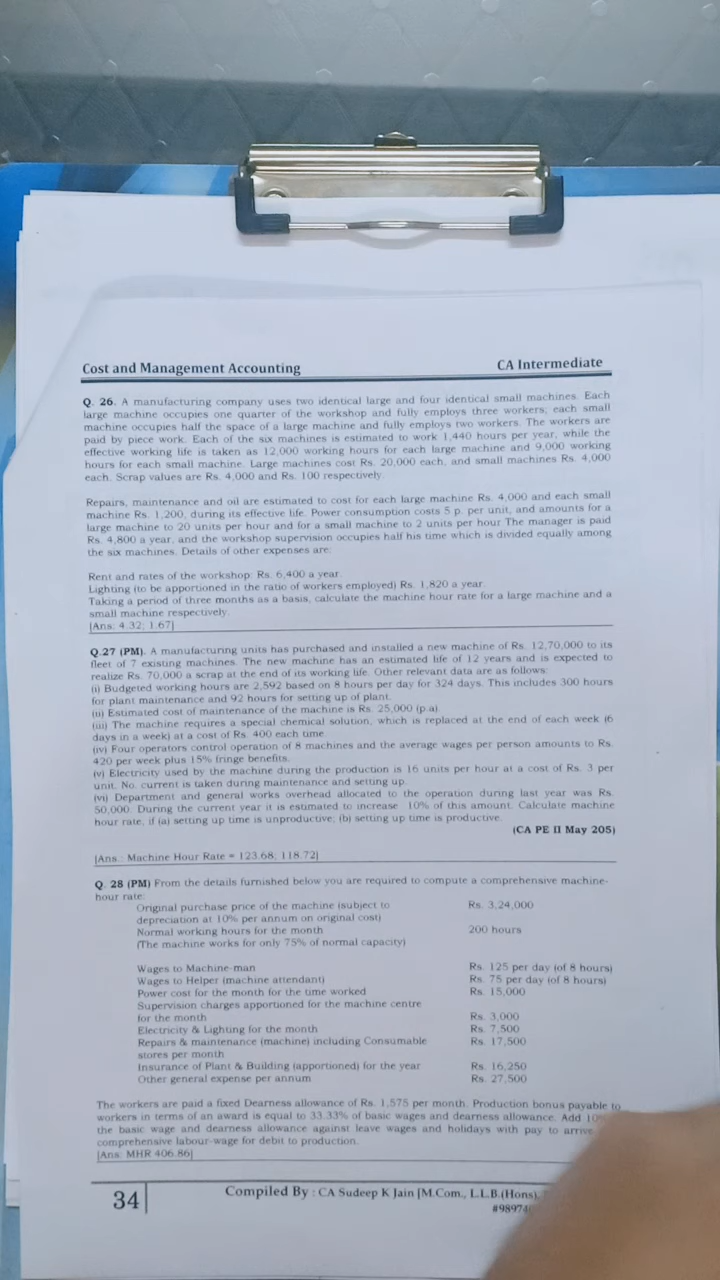 Cost and Management Accounting
CA Intermediate
Q. 26. A manufacturing company uses two identical large and four identical small machines. Each
large machine occupies one quarter of the workshop and fully employs three workers; each small
machine occupies half the space of a large machine and fully employs two workers. The workers are
paid by piece work. Each of the six machines is estimated to work 1,440 hours per year, while the
effective working life is taken as 12,000 working hours for each large machine and 9,000 working
hours for each small machine. Large machines cost Rs. 20,000 each, and small machines Rs. 4,000
each. Scrap values are Rs. 4,000 and Rs. 100 respectively.
Repairs, maintenance and oil are estimated to cost for each large machine Rs. 4,000 and each small
machine Rs. 1,200, during its effective life. Power consumption costs 5 p. per unit, and amounts for a
large machine to 20 units per hour and for a small machine to 2 units per hour The manager is paid
Rs. 4,800 a year, and the workshop supervision occupies half his time which is divided equally among
the six machines. Details of other expenses are:
Rent and rates of the workshop: Rs. 6,400 a year.
Lighting (to be apportioned in the ratio of workers employed) Rs. 1,820 a year.
Taking a period of three months as a basis, calculate the machine hour rate for a large machine and a
small machine respectively.
[Ans: 4.32; 1.67]
Q.27 (PM). A manufacturing units has purchased and installed a new machine of Rs. 12,70,000 to its
fleet of 7 existing machines. The new machine has an estimated life of 12 years and is expected to
realize Rs. 70,000 a scrap at the end of its working life. Other relevant data are as follows:
(i) Budgeted working hours are 2,592 based on 8 hours per day for 324 days. This includes 300 hours
for plant maintenance and 92 hours for setting up of plant.
(ii) Estimated cost of maintenance of the machine is Rs. 25,000 (p.a).
(iii) The machine requires a special chemical solution, which is replaced at the end of each week (6
days in a week) at a cost of Rs. 400 each time.
(iv) Four operators control operation of 8 machines and the average wages per person amounts to Rs.
420 per week plus 15% fringe benefits.
(v) Electricity used by the machine during the production is 16 units per hour at a cost of Rs. 3 per
unit. No. current is taken during maintenance and setting up.
(vi) Department and general works overhead allocated to the operation during last year was Rs.
50,000. During the current year it is estimated to increase 10% of this amount. Calculate machine
hour rate, if (a) setting up time is unproductive; (b) setting up time is productive.
(CA PE II May 205)
[Ans.: Machine Hour Rate = 123.68; 118.72]
Q. 28 (PM) From the details furnished below you are required to compute a comprehensive machine-
hour rate:
Original purchase price of the machine (subject to Rs. 3,24,000
depreciation at 10% per annum on original cost)
Normal working hours for the month 200 hours
(The machine works for only 75% of normal capacity)
Wages to Machine-man Rs. 125 per day (of 8 hours)
Wages to Helper (machine attendant) Rs. 75 per day (of 8 hours)
Power cost for the month for the time worked Rs. 15,000
Supervision charges apportioned for the machine centre
for the month Rs. 3,000
Electricity & Lighting for the month Rs. 7,500
Repairs & maintenance (machine) including Consumable Rs. 17,500
stores per month
Insurance of Plant & Building (apportioned) for the year Rs. 16,250
Other general expense per annum Rs. 27,500
The workers are paid a fixed Dearness allowance of Rs. 1,575 per month. Production bonus payable to
workers in terms of an award is equal to 33.33% of basic wages and dearness allowance. Add
the basic wage and dearness allowance against leave wages and holidays with pay to arrive
comprehensive labour-wage for debit to production.
[Ans: MHR 406.86]
34
Compiled By : CA Sudeep K Jain [M.Com., L.L.B.(Hons),
#98974